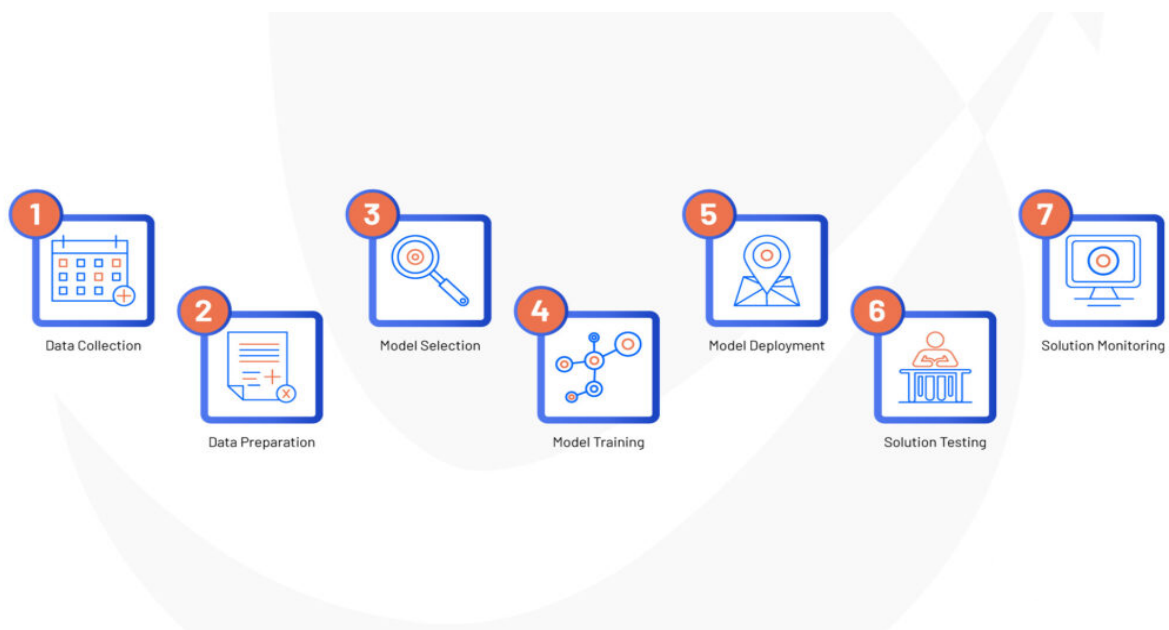 1
Data Collection
2
Data Preparation
3
Model Selection
4
Model Training
5
Model Deployment
6
Solution Testing
7
Solution Monitoring